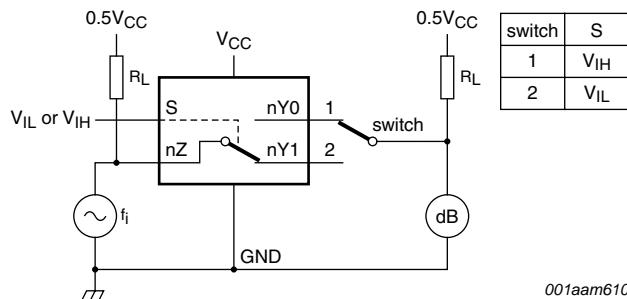 0.5VCC
0.5VCC
switch S
1 VIH
2 VIL
VCC
RL
RL
VIL or VIH
S
nY0
1
switch
nZ
nY1
2
fi
dB
GND
001aam610